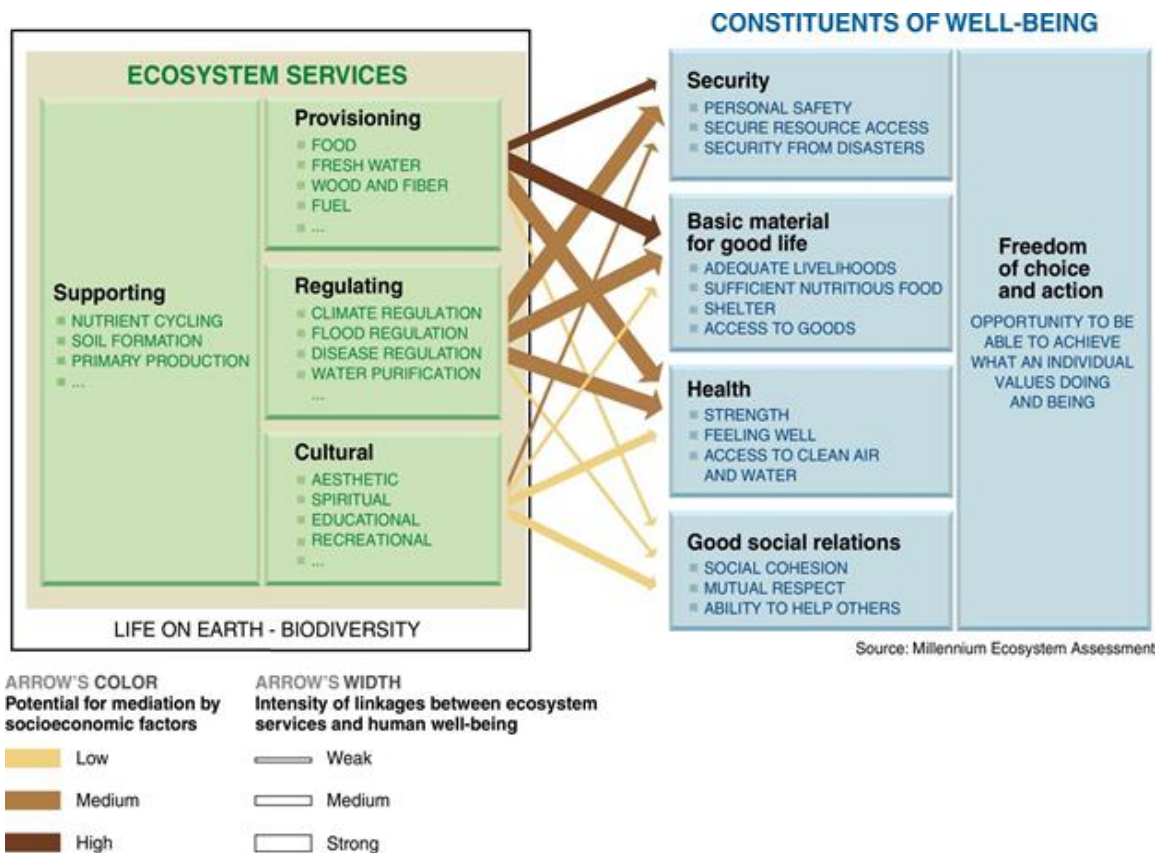 CONSTITUENTS OF WELL-BEING
ECOSYSTEM SERVICES
Supporting
NUTRIENT CYCLING
SOIL FORMATION
PRIMARY PRODUCTION
...
Provisioning
FOOD
FRESH WATER
WOOD AND FIBER
FUEL
...
Regulating
CLIMATE REGULATION
FLOOD REGULATION
DISEASE REGULATION
WATER PURIFICATION
...
Cultural
AESTHETIC
SPIRITUAL
EDUCATIONAL
RECREATIONAL
...
LIFE ON EARTH - BIODIVERSITY
Security
PERSONAL SAFETY
SECURE RESOURCE ACCESS
SECURITY FROM DISASTERS
Basic material
for good life
ADEQUATE LIVELIHOODS
SUFFICIENT NUTRITIOUS FOOD
SHELTER
ACCESS TO GOODS
Health
STRENGTH
FEELING WELL
ACCESS TO CLEAN AIR
AND WATER
Good social relations
SOCIAL COHESION
MUTUAL RESPECT
ABILITY TO HELP OTHERS
Freedom
of choice
and action
OPPORTUNITY TO BE
ABLE TO ACHIEVE
WHAT AN INDIVIDUAL
VALUES DOING
AND BEING
Source: Millennium Ecosystem Assessment
ARROW'S COLOR
Potential for mediation by
socioeconomic factors
Low
Medium
High
ARROW'S WIDTH
Intensity of linkages between ecosystem
services and human well-being
Weak
Medium
Strong